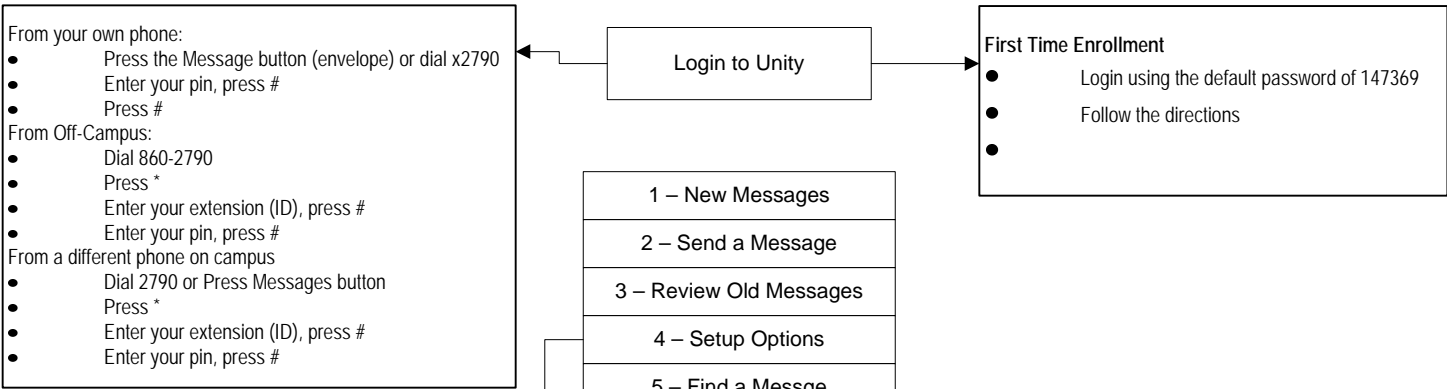 From your own phone:
● Press the Message button (envelope) or dial x2790
● Enter your pin, press #
● Press #
From Off-Campus:
● Dial 860-2790
● Press *
● Enter your extension (ID), press #
● Enter your pin, press #
From a different phone on campus
● Dial 2790 or Press Messages button
● Press *
● Enter your extension (ID), press #
● Enter your pin, press #
Login to Unity
First Time Enrollment
● Login using the default password of 147369
● Follow the directions
●
1 – New Messages
2 – Send a Message
3 – Review Old Messages
4 – Setup Options
5 – Find a Messge